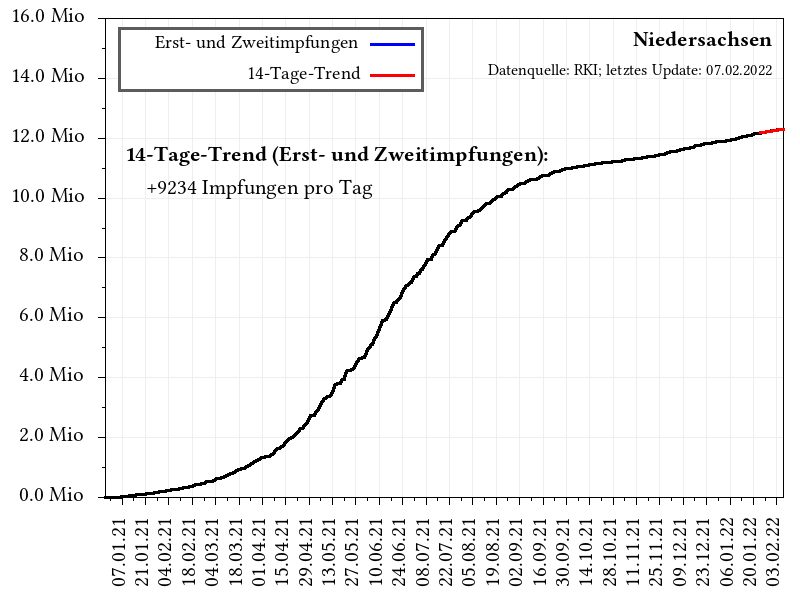 16.0 Mio
14.0 Mio
12.0 Mio
10.0 Mio
8.0 Mio
6.0 Mio
4.0 Mio
2.0 Mio
0.0 Mio
Erst- und Zweitimpfungen
14-Tage-Trend
Niedersachsen
Datenquelle: RKI; letztes Update: 07.02.2022
14-Tage-Trend (Erst- und Zweitimpfungen):
+9234 Impfungen pro Tag
07.01.21
21.01.21
04.02.21
18.02.21
04.03.21
18.03.21
01.04.21
15.04.21
29.04.21
13.05.21
27.05.21
10.06.21
24.06.21
08.07.21
22.07.21
05.08.21
19.08.21
02.09.21
16.09.21
30.09.21
14.10.21
28.10.21
11.11.21
25.11.21
09.12.21
23.12.21
06.01.22
20.01.22
03.02.22